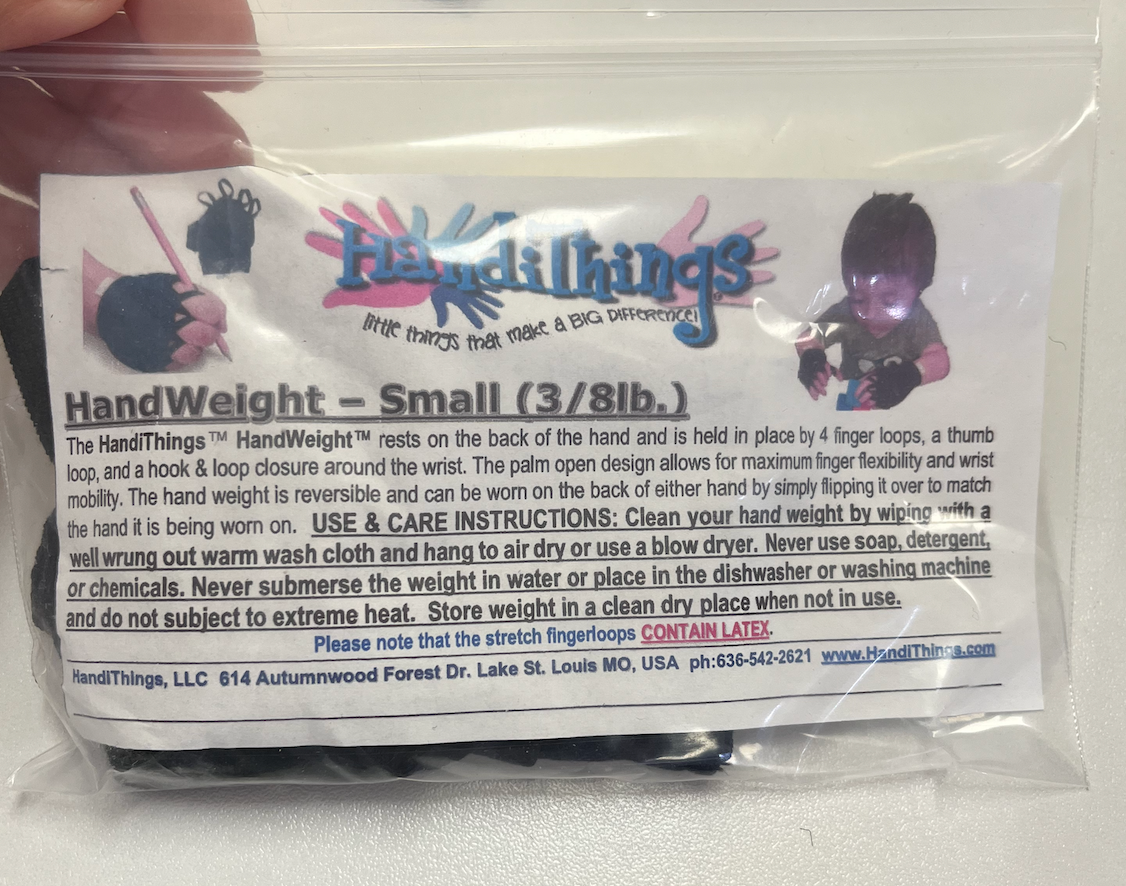 HandiThings
little things that make a BIG DIFFERENCE!
HandWeight – Small (3/8lb.)
The HandiThings™ HandWeight™ rests on the back of the hand and is held in place by 4 finger loops, a thumb
loop, and a hook & loop closure around the wrist. The palm open design allows for maximum finger flexibility and wrist
mobility. The hand weight is reversible and can be worn on the back of either hand by simply flipping it over to match
the hand it is being worn on. USE & CARE INSTRUCTIONS: Clean your hand weight by wiping with a
well wrung out warm wash cloth and hang to air dry or use a blow dryer. Never use soap, detergent,
or chemicals. Never submerse the weight in water or place in the dishwasher or washing machine
and do not subject to extreme heat. Store weight in a clean dry place when not in use.
Please note that the stretch fingerloops CONTAIN LATEX.
HandiThings, LLC 614 Autumnwood Forest Dr. Lake St. Louis MO, USA ph:636-542-2621 www.HandiThings.com